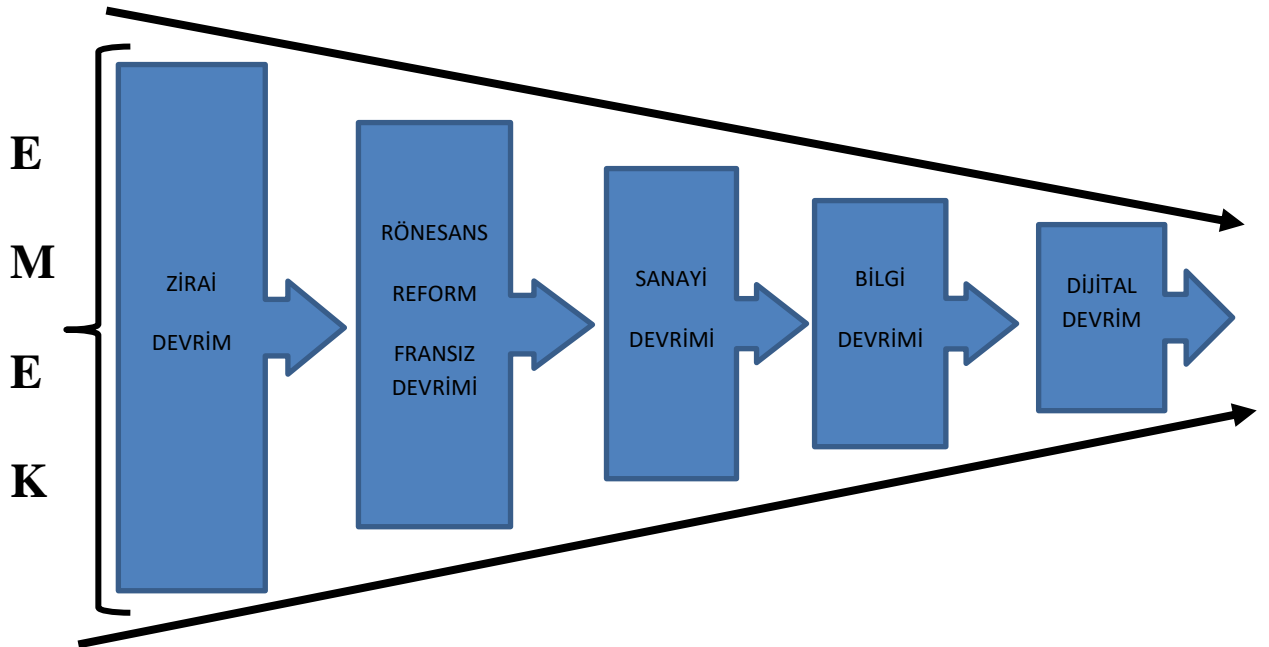 E
M
E
K
ZİRAİ
DEVRİM
RÖNESANS
REFORM
FRANSIZ
DEVRİMİ
SANAYİ
DEVRİMİ
BİLGİ
DEVRİMİ
DİJİTAL
DEVRİM